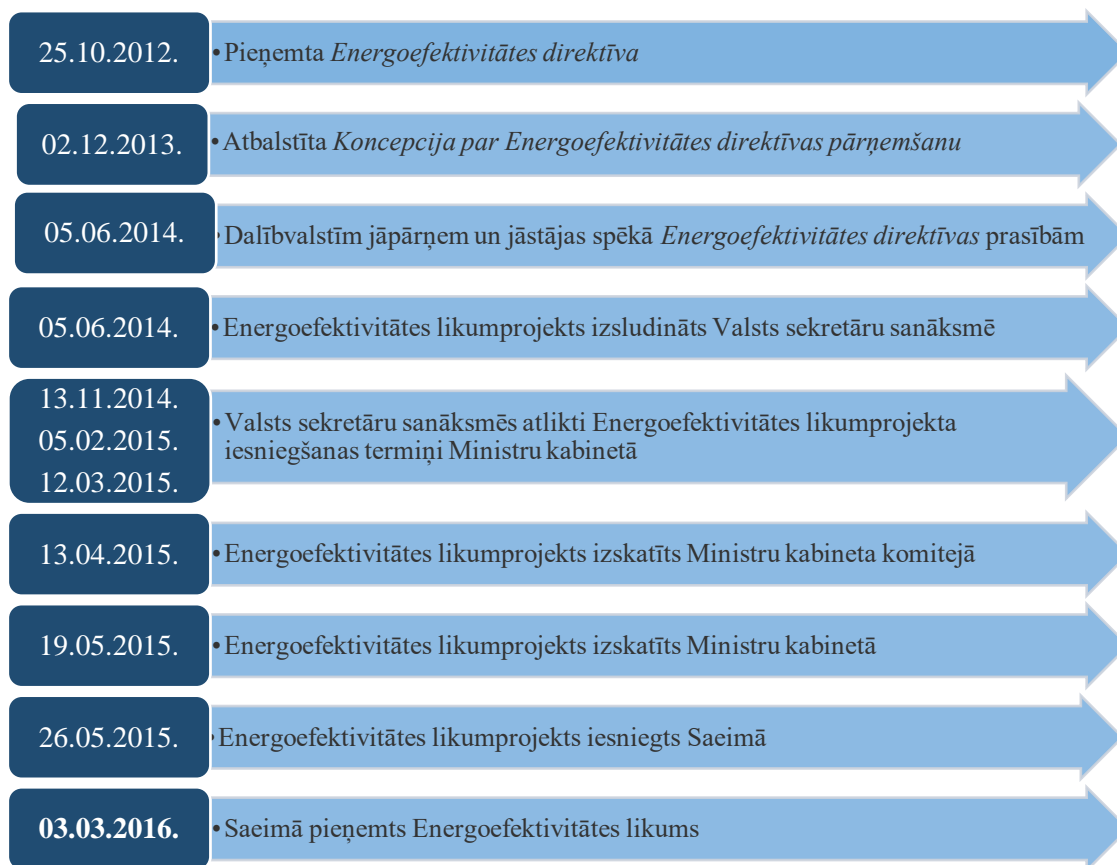 25.10.2012.
• Pieņemta Energoefektivitātes direktīva
02.12.2013.
• Atbalstīta Koncepcija par Energoefektivitātes direktīvas pārņemšanu
05.06.2014.
• Dalībvalstīm jāpārņem un jāstājas spēkā Energoefektivitātes direktīvas prasībām
05.06.2014.
• Energoefektivitātes likumprojekts izsludināts Valsts sekretāru sanāksmē
13.11.2014.
05.02.2015.
12.03.2015.
• Valsts sekretāru sanāksmēs atlikti Energoefektivitātes likumprojekta
iesniegšanas termiņi Ministru kabinetā
13.04.2015.
• Energoefektivitātes likumprojekts izskatīts Ministru kabineta komitejā
19.05.2015.
• Energoefektivitātes likumprojekts izskatīts Ministru kabinetā
26.05.2015.
• Energoefektivitātes likumprojekts iesniegts Saeimā
03.03.2016.
• Saeimā pieņemts Energoefektivitātes likums